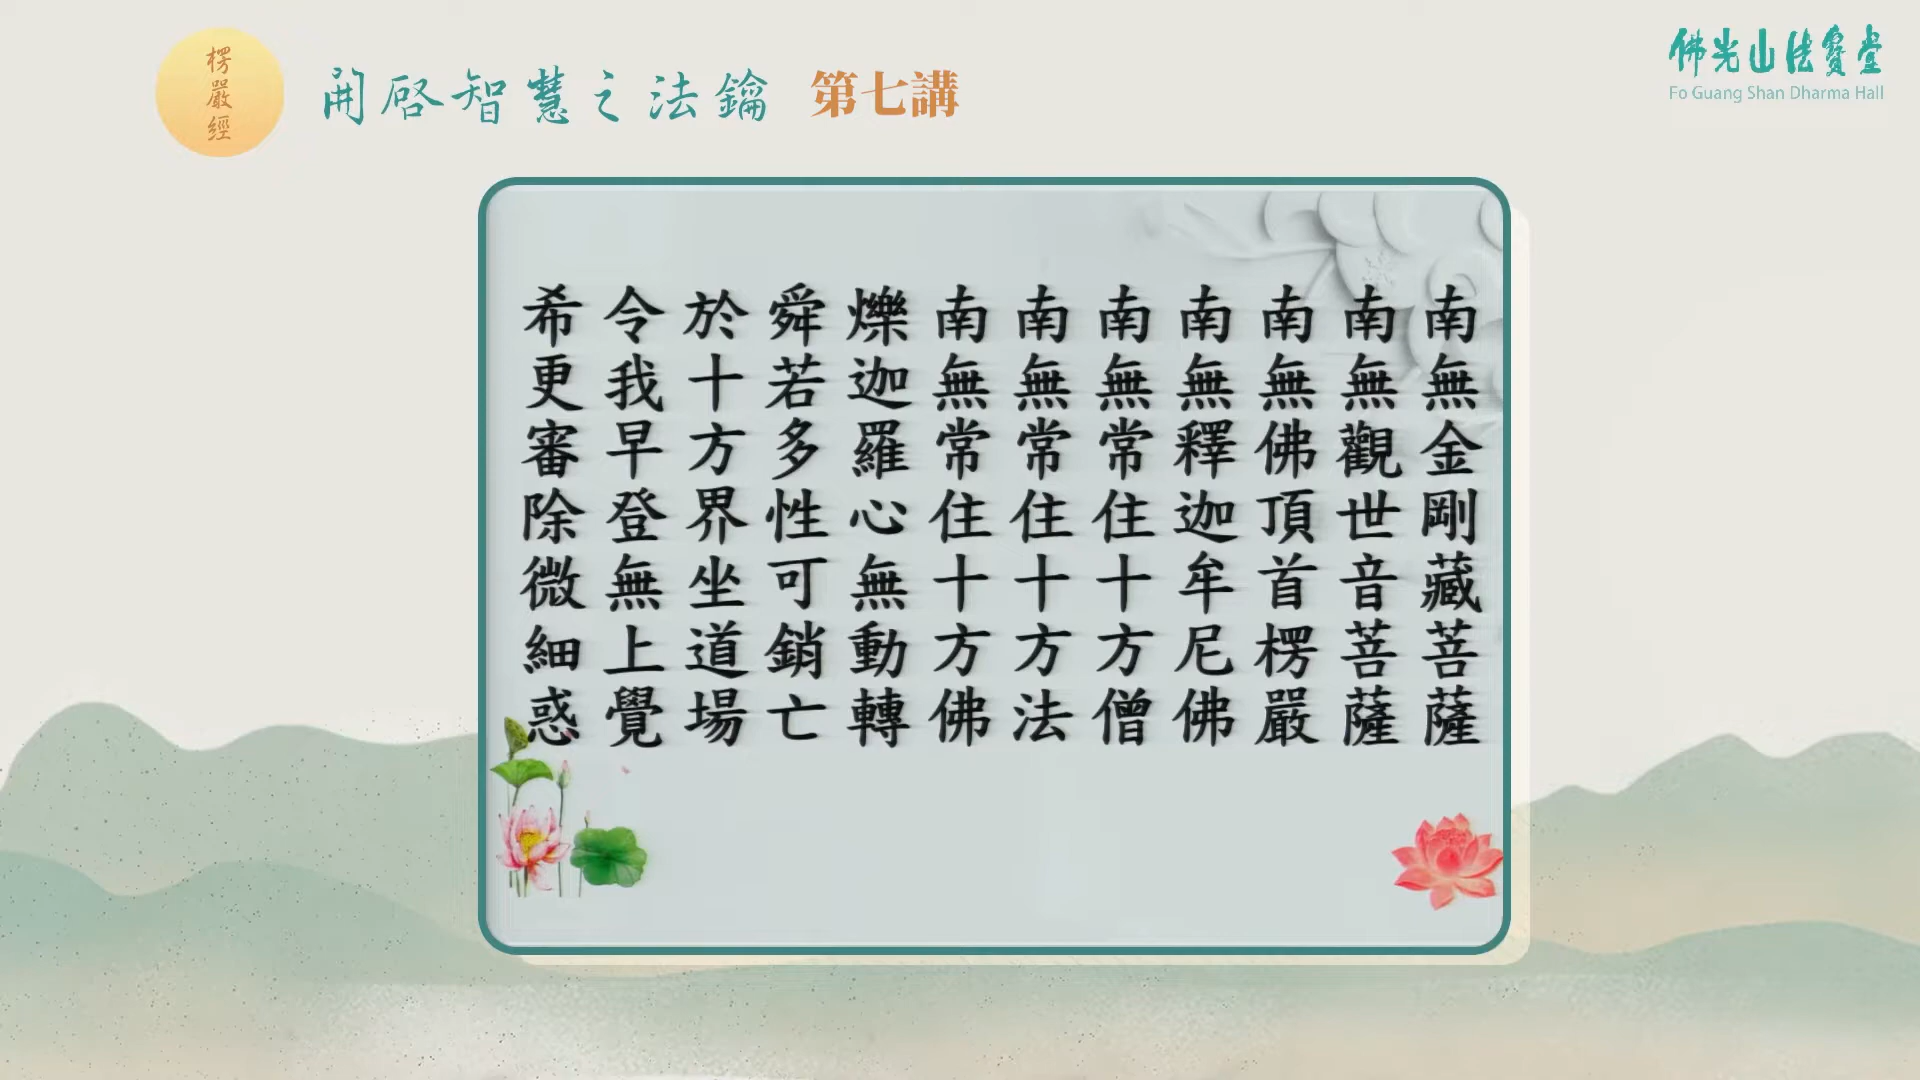 楞嚴經
開啓智慧之法鑰 第七講
佛光山法寶堂
Fo Guang Shan Dharma Hall
希更審除微細惑
令我早登無上覺
於十方界坐道場
舜若多性可銷亡
爍迦羅心無動轉
南無常住十方佛
南無常住十方法
南無常住十方僧
南無釋迦牟尼佛
南無佛頂首楞嚴
南無觀世音菩薩
南無金剛藏菩薩